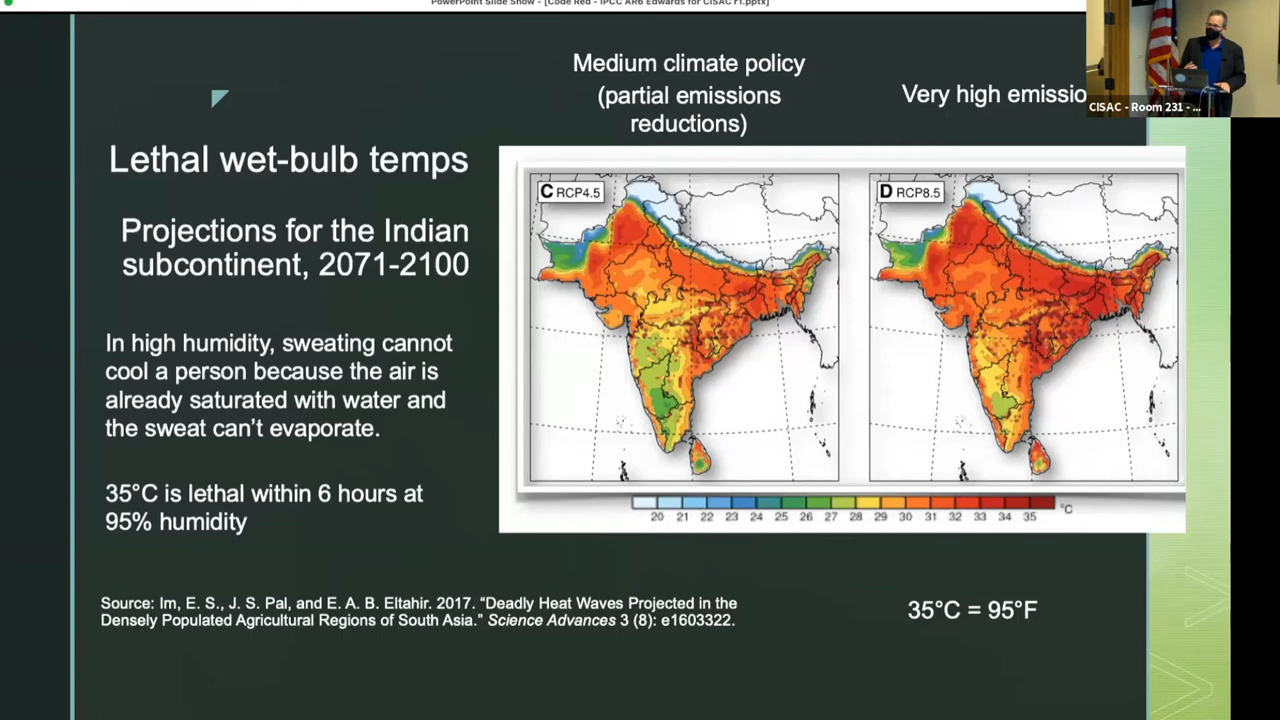 PowerPoint Slide Show - [Code Red - IPCC AR6 Edwards for CISAC r1.pptx]
CISAC - Room 231 - ...
Medium climate policy
(partial emissions
reductions)
Very high emissio
Lethal wet-bulb temps
Projections for the Indian
subcontinent, 2071-2100
In high humidity, sweating cannot
cool a person because the air is
already saturated with water and
the sweat can't evaporate.
35°C is lethal within 6 hours at
95% humidity
C RCP4.5
D RCP8.5
20 21 22 23 24 25 26 27 28 29 30 31 32 33 34 35 °C
Source: Im, E. S., J. S. Pal, and E. A. B. Eltahir. 2017. “Deadly Heat Waves Projected in the
Densely Populated Agricultural Regions of South Asia.” Science Advances 3 (8): e1603322.
35°C = 95°F